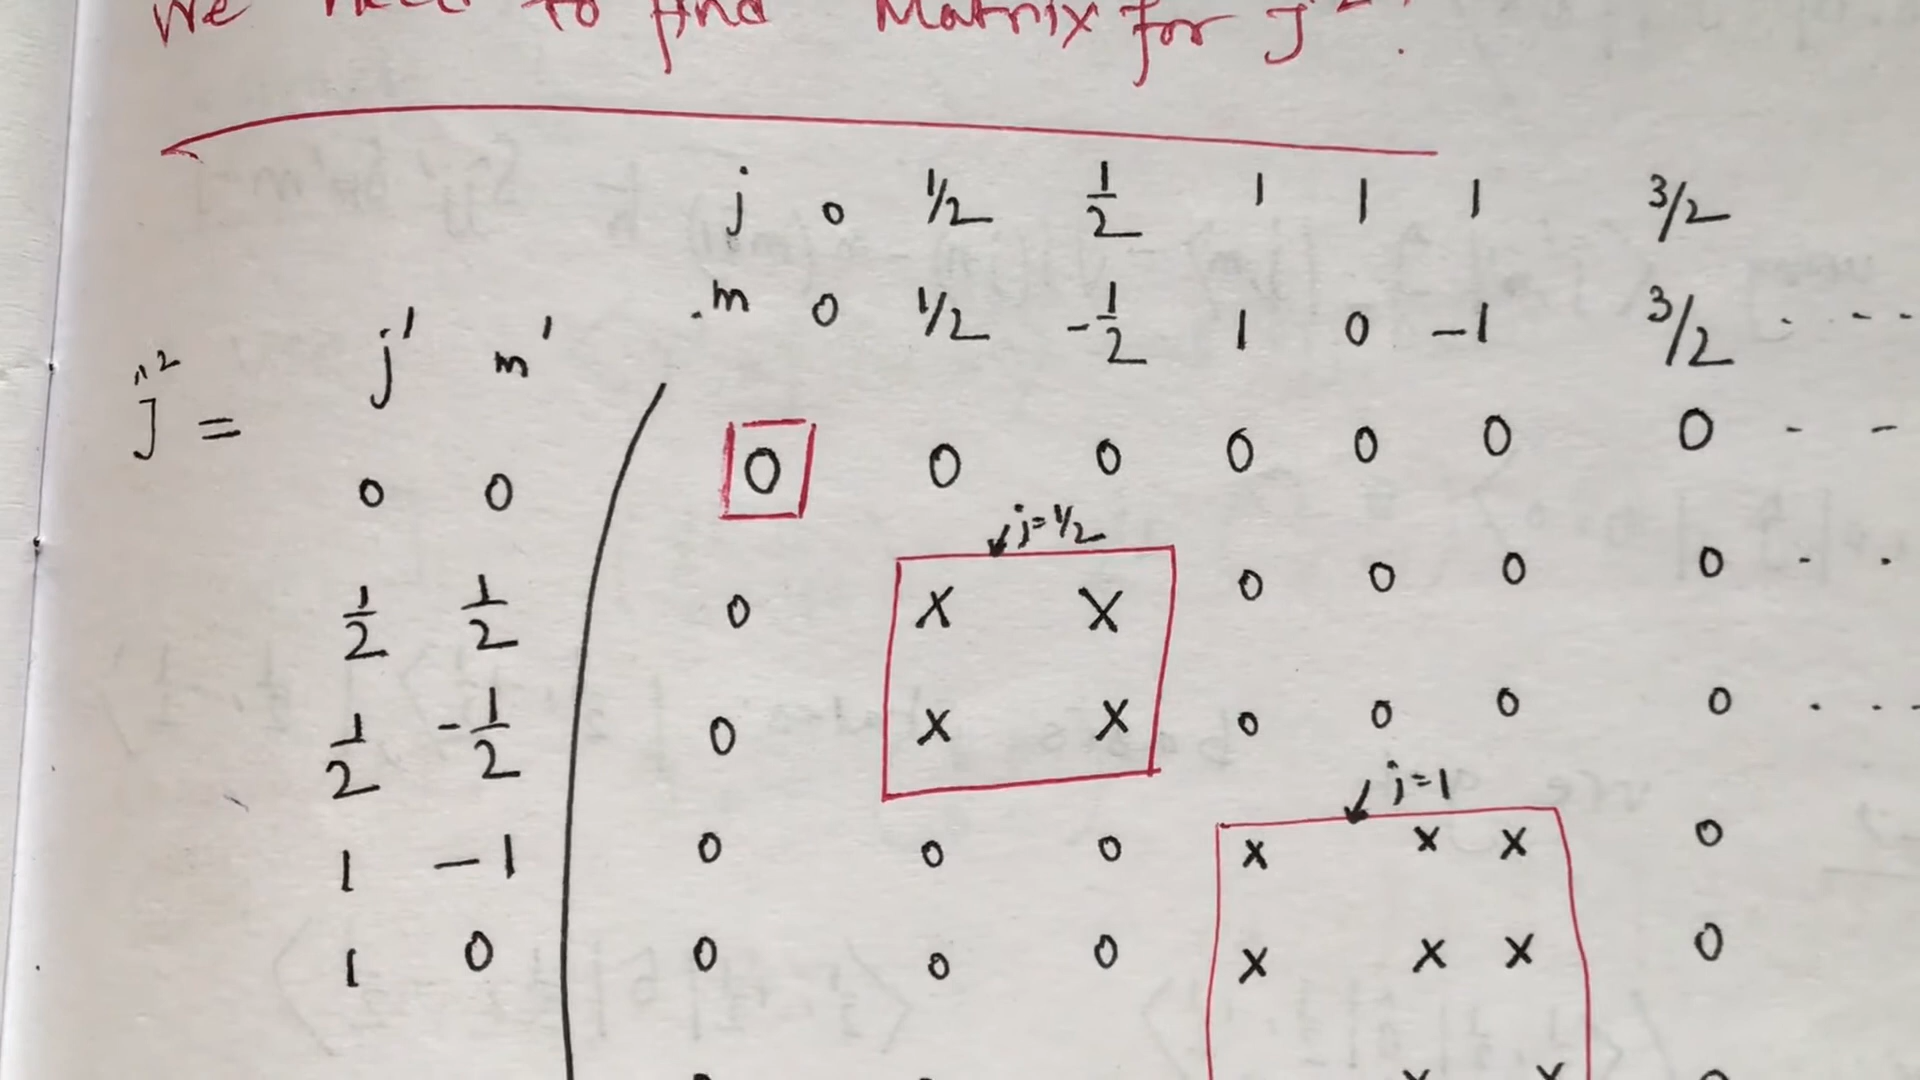 We need to find Matrix for J²
j 0 1/2 1/2 1 1 1 3/2
m 0 1/2 -1/2 1 0 -1 3/2 - - - -
Ĵ² = j' m'
0 0 0 0 0 0 0 0 0 - -
j=1/2
1/2 1/2 0 X X 0 0 0 0 . .
1/2 -1/2 0 X X 0 0 0 0 . . .
j=1
1 -1 0 0 0 x x x 0
1 0 0 0 0 x x x 0